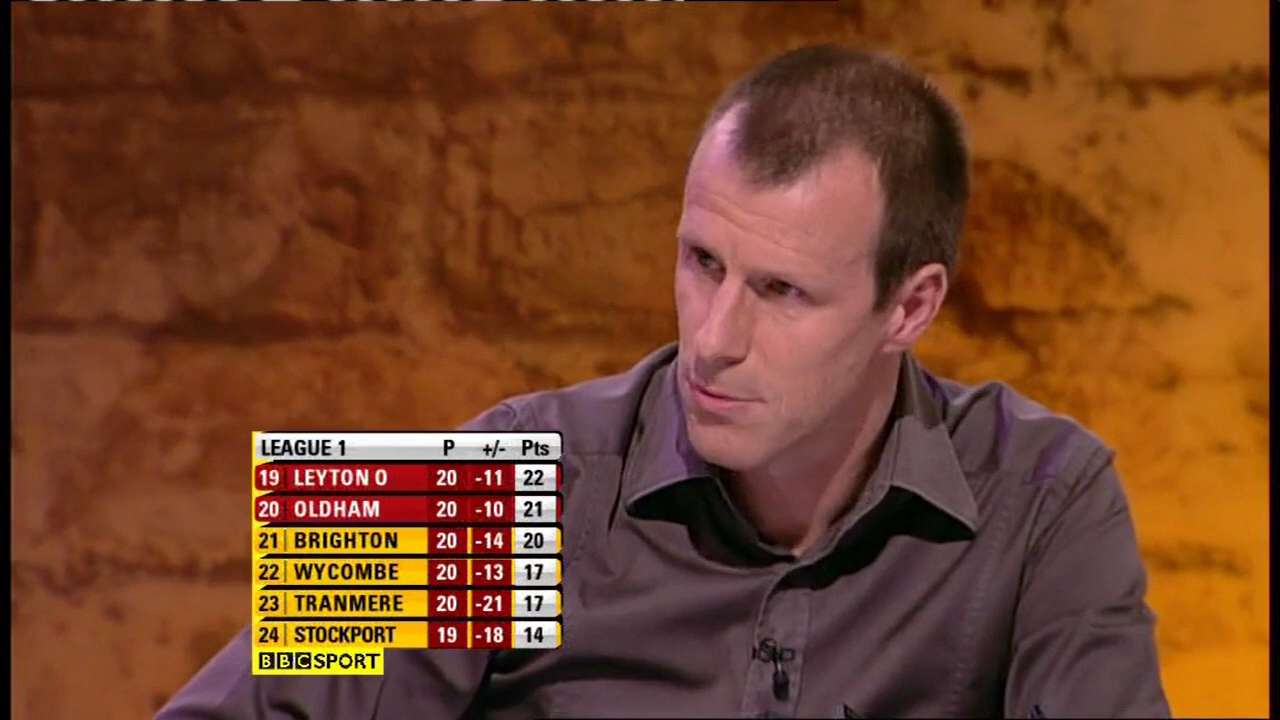 LEAGUE 1 P +/- Pts
19 LEYTON O 20 -11 22
20 OLDHAM 20 -10 21
21 BRIGHTON 20 -14 20
22 WYCOMBE 20 -13 17
23 TRANMERE 20 -21 17
24 STOCKPORT 19 -18 14
BBC SPORT